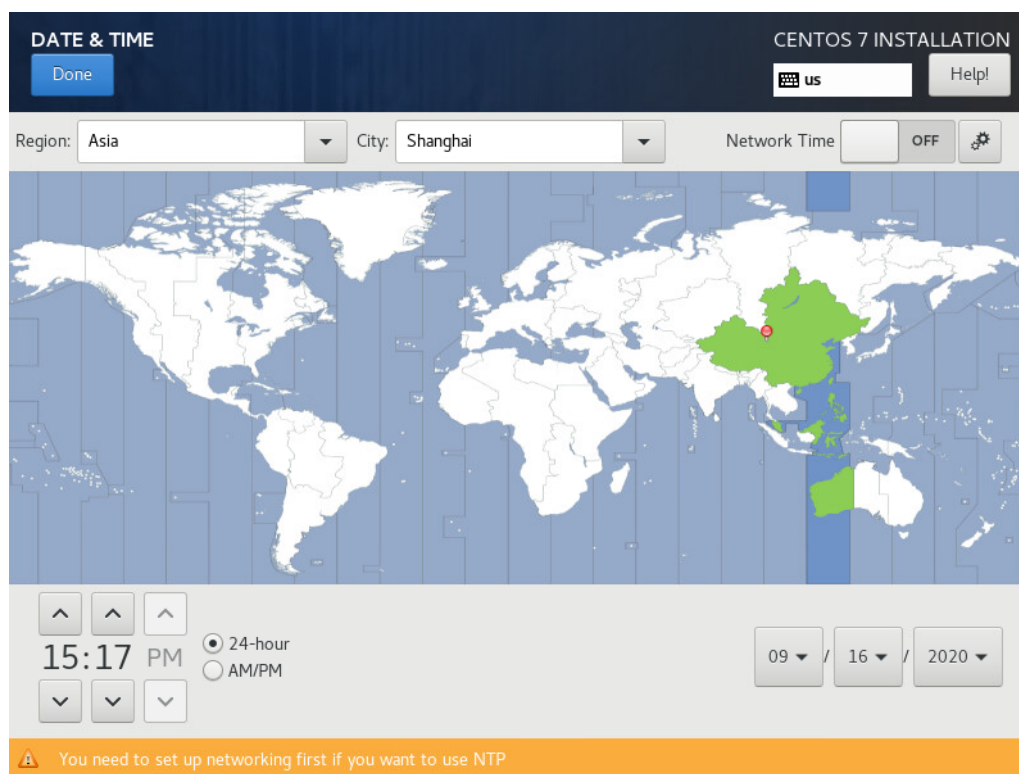 DATE & TIME
CENTOS 7 INSTALLATION
Done
us
Help!
Region: Asia City: Shanghai Network Time OFF
15:17 PM
24-hour
AM/PM
09 / 16 / 2020
You need to set up networking first if you want to use NTP